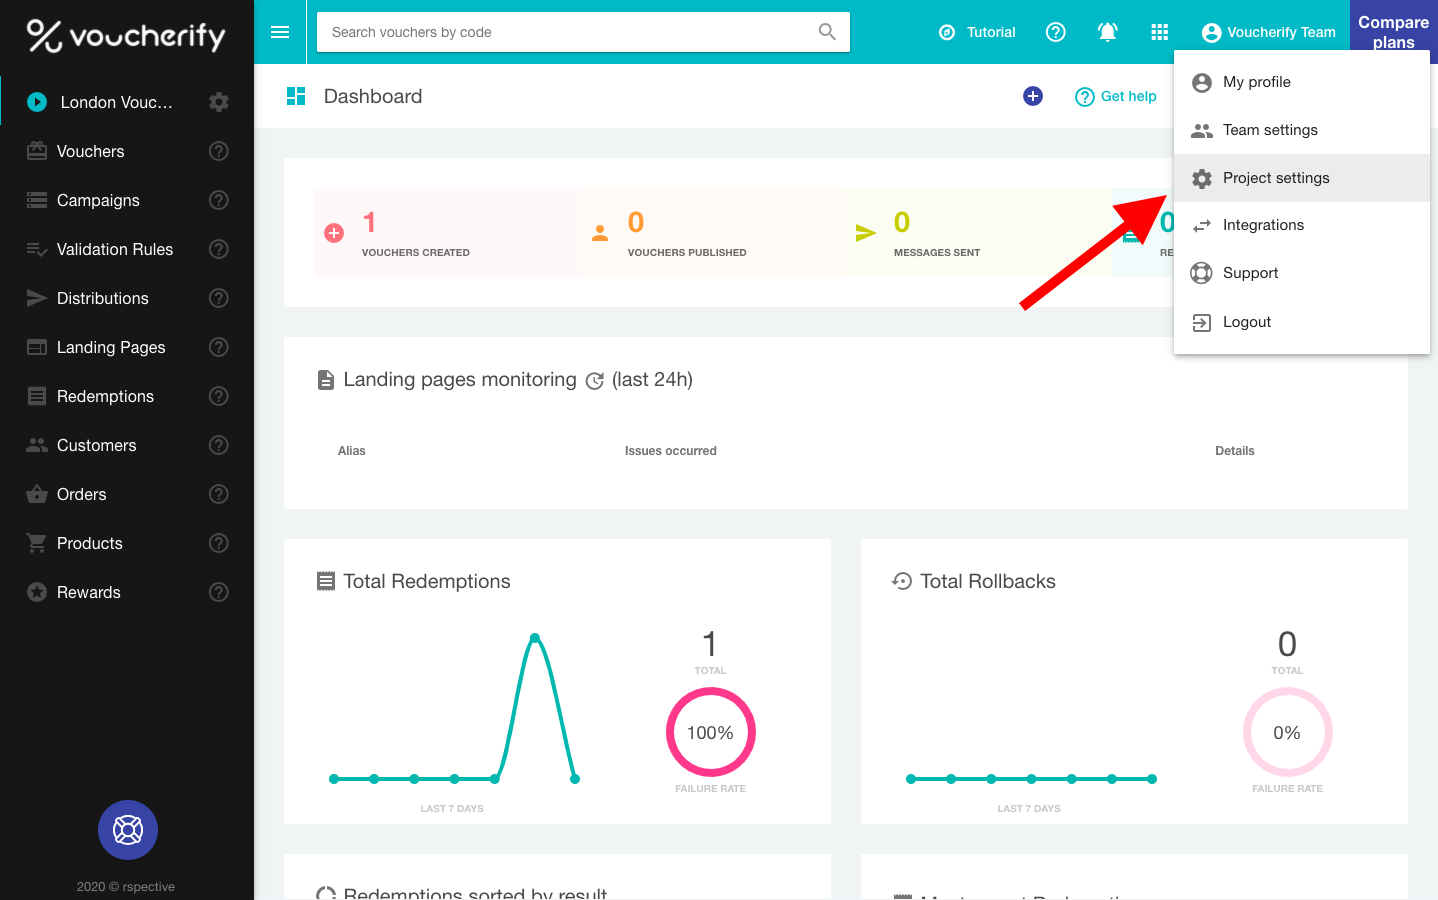 voucherify
Search vouchers by code
Tutorial
Voucherify Team
Compare
plans
London Vouc...
Vouchers
Campaigns
Validation Rules
Distributions
Landing Pages
Redemptions
Customers
Orders
Products
Rewards
2020 © rspective
Dashboard
Get help
My profile
Team settings
Project settings
Integrations
Support
Logout
1
VOUCHERS CREATED
0
VOUCHERS PUBLISHED
0
MESSAGES SENT
0
RE
Landing pages monitoring (last 24h)
Alias Issues occurred Details
Total Redemptions
1
TOTAL
100%
FAILURE RATE
LAST 7 DAYS
Total Rollbacks
0
TOTAL
0%
FAILURE RATE
LAST 7 DAYS
Redemptions sorted by result